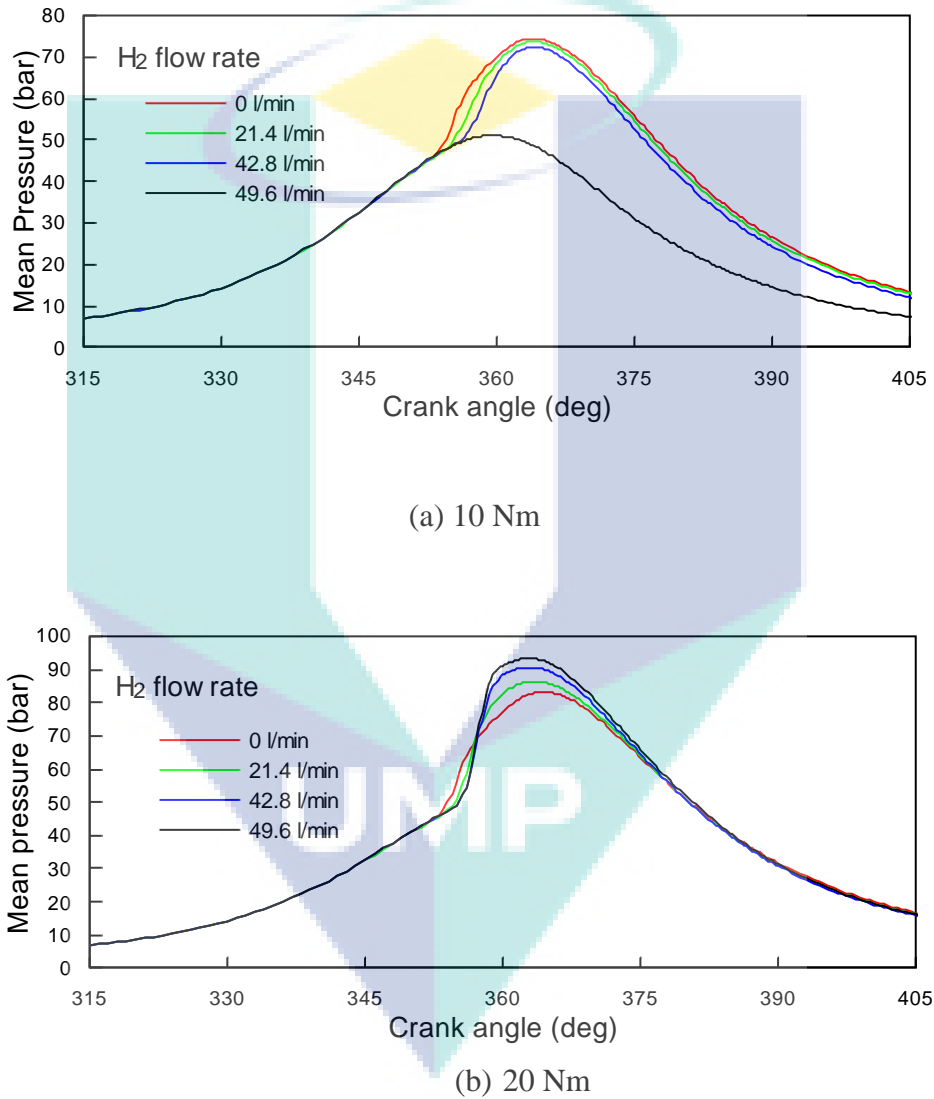 80
70
60
50
40
30
20
10
0
Mean Pressure (bar)
H2 flow rate
0 l/min
21.4 l/min
42.8 l/min
49.6 l/min
315 330 345 360 375 390 405
Crank angle (deg)
(a) 10 Nm
100
90
80
70
60
50
40
30
20
10
0
Mean pressure (bar)
H2 flow rate
0 l/min
21.4 l/min
42.8 l/min
49.6 l/min
UMP
315 330 345 360 375 390 405
Crank angle (deg)
(b) 20 Nm